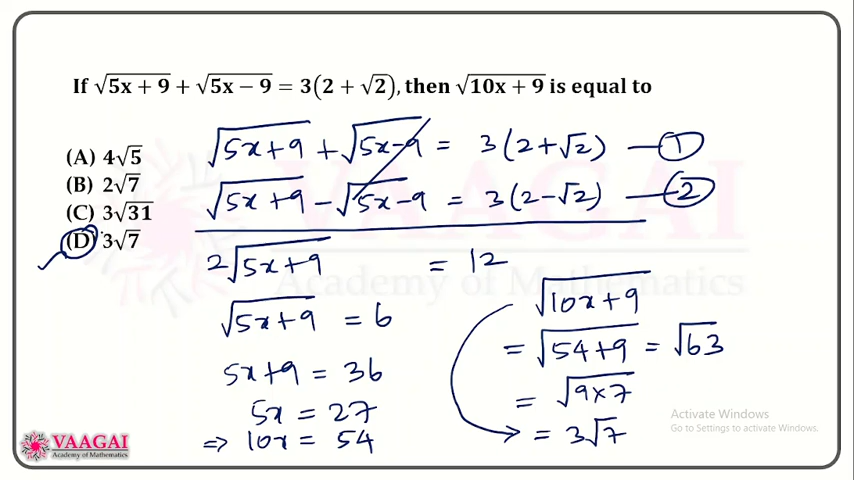 If √(5x + 9) + √(5x − 9) = 3(2 + √2), then √(10x + 9) is equal to
(A) 4√5
(B) 2√7
(C) 3√31
(D) 3√7
√(5x+9) + √(5x-9) = 3(2+√2) — ①
√(5x+9) - √(5x-9) = 3(2-√2) — ②
2√(5x+9) = 12
√(5x+9) = 6
5x+9 = 36
5x = 27
⇒ 10x = 54
√(10x+9)
= √(54+9) = √63
= √(9×7)
= 3√7
VAAGAI
Academy of Mathematics
VAAGAI
Academy of Mathematics
Activate Windows
Go to Settings to activate Windows.